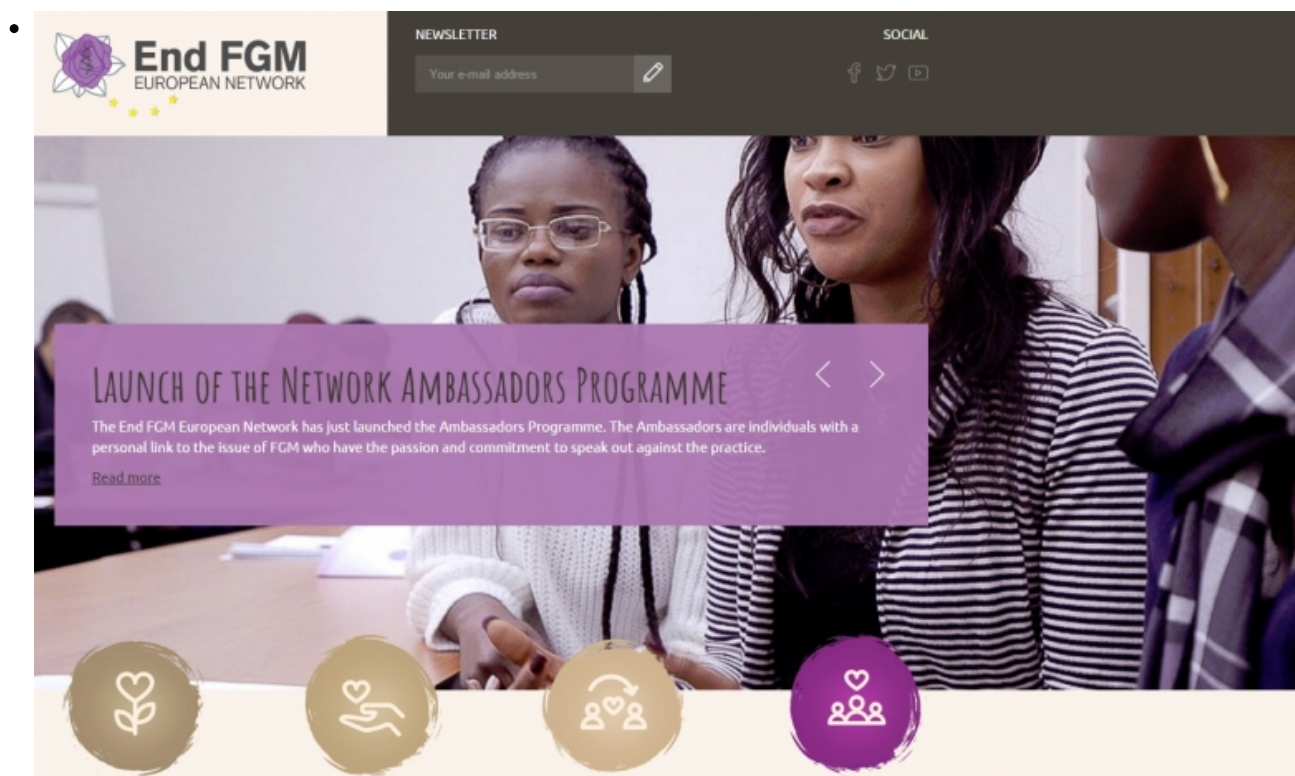 End FGM
EUROPEAN NETWORK
NEWSLETTER
Your e-mail address
SOCIAL
LAUNCH OF THE NETWORK AMBASSADORS PROGRAMME
The End FGM European Network has just launched the Ambassadors Programme. The Ambassadors are individuals with a
personal link to the issue of FGM who have the passion and commitment to speak out against the practice.
Read more